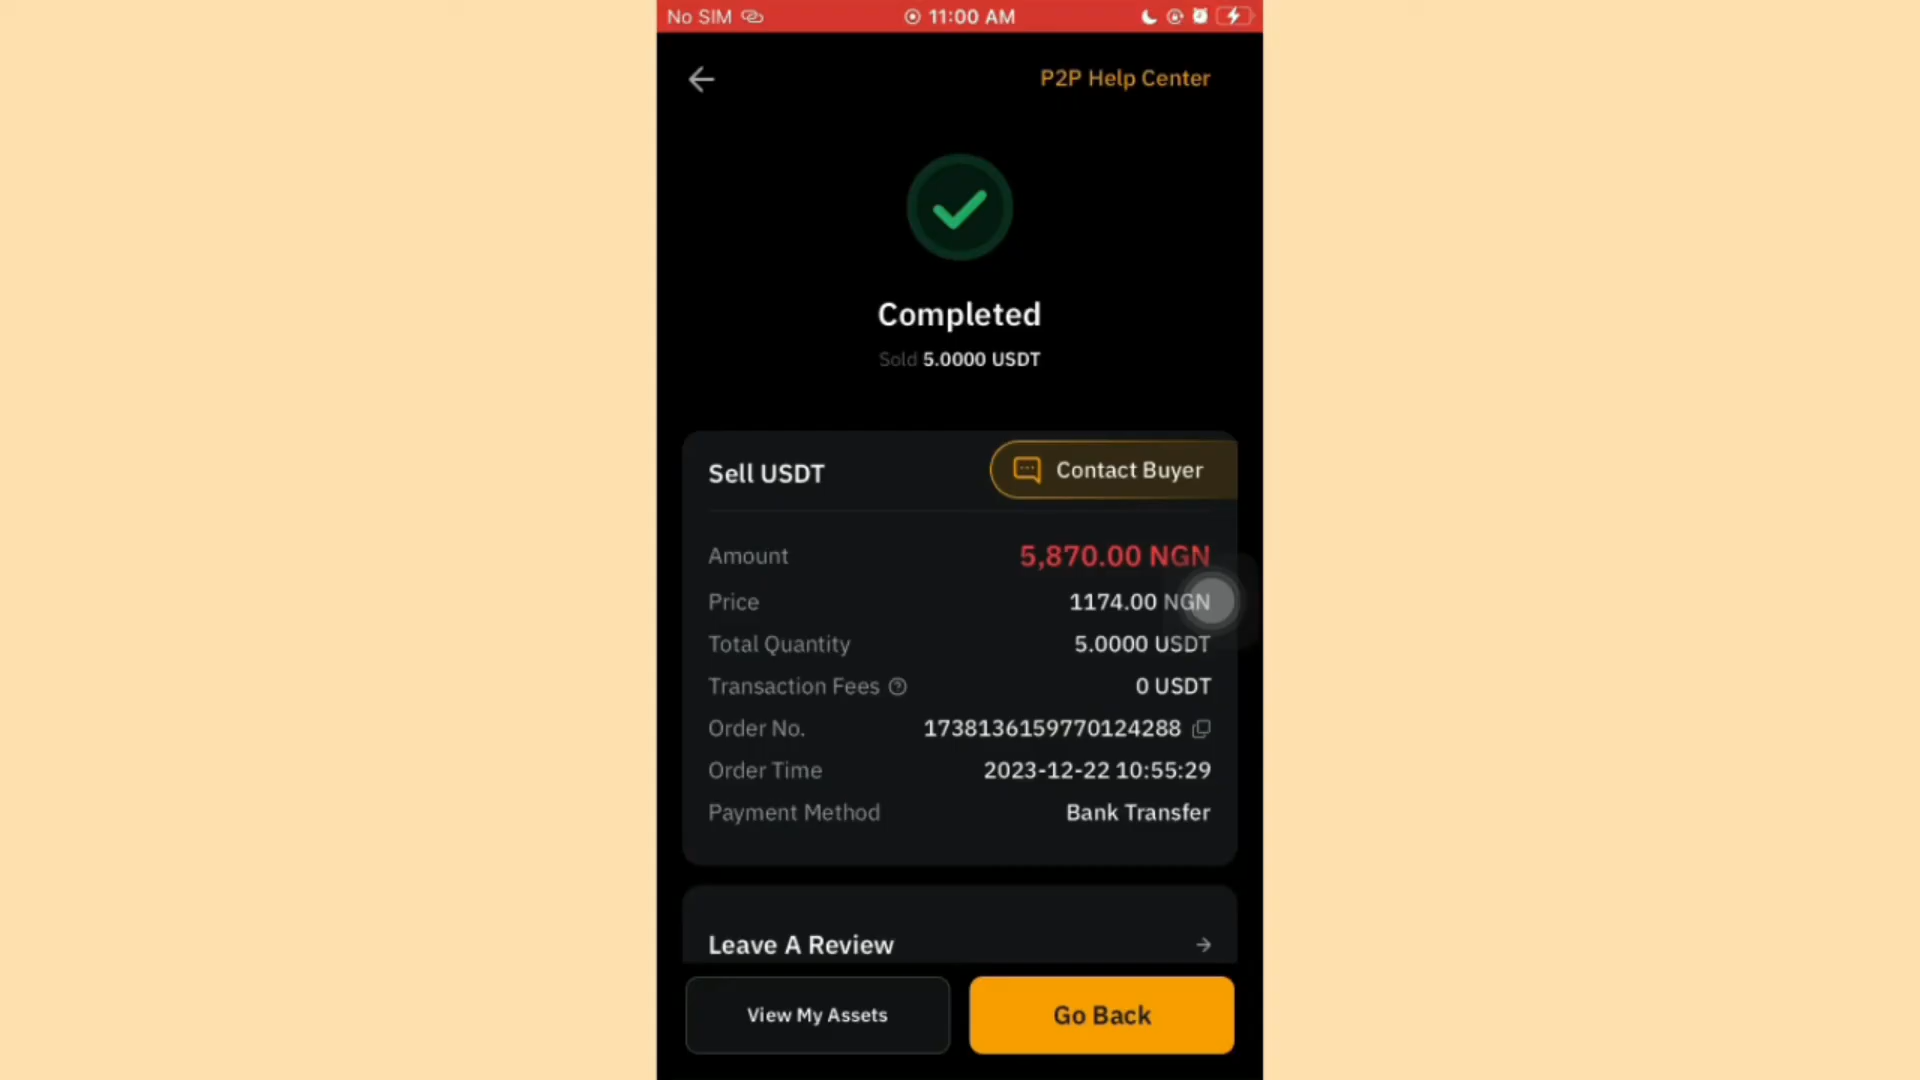 No SIM 11:00 AM
P2P Help Center
Completed
Sold 5.0000 USDT
Sell USDT Contact Buyer
Amount 5,870.00 NGN
Price 1174.00 NGN
Total Quantity 5.0000 USDT
Transaction Fees 0 USDT
Order No. 1738136159770124288
Order Time 2023-12-22 10:55:29
Payment Method Bank Transfer
Leave A Review
View My Assets Go Back